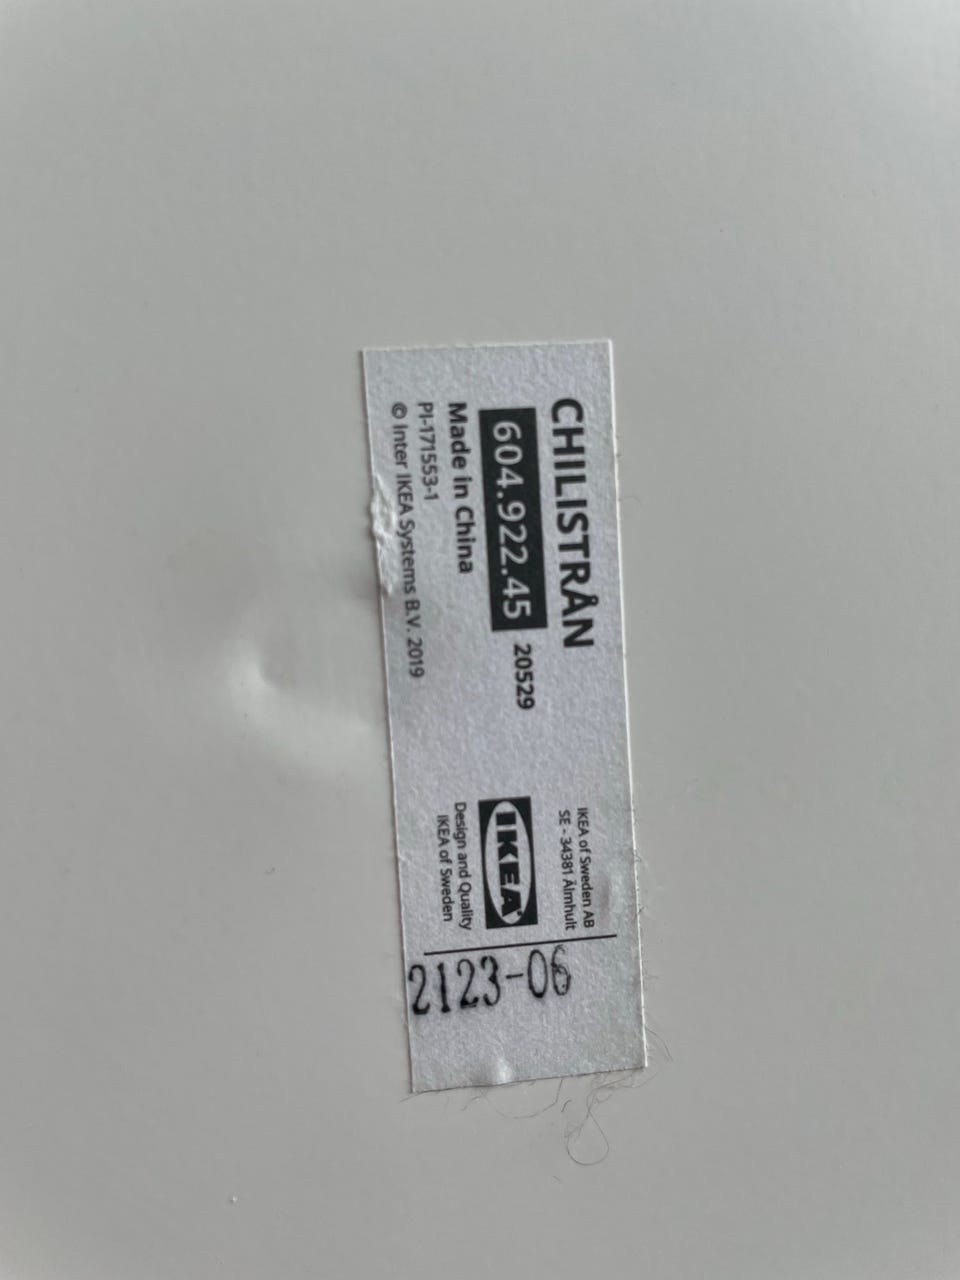 CHILISTRÅN
604.922.45 20529
Made in China
PI-171553-1
© Inter IKEA Systems B.V. 2019
IKEA of Sweden AB
SE - 34381 Älmhult
IKEA®
Design and Quality
IKEA of Sweden
2123-06